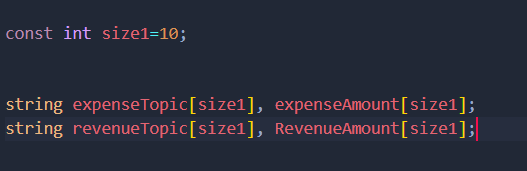 const int size1=10;
string expenseTopic[size1], expenseAmount[size1];
string revenueTopic[size1], RevenueAmount[size1];